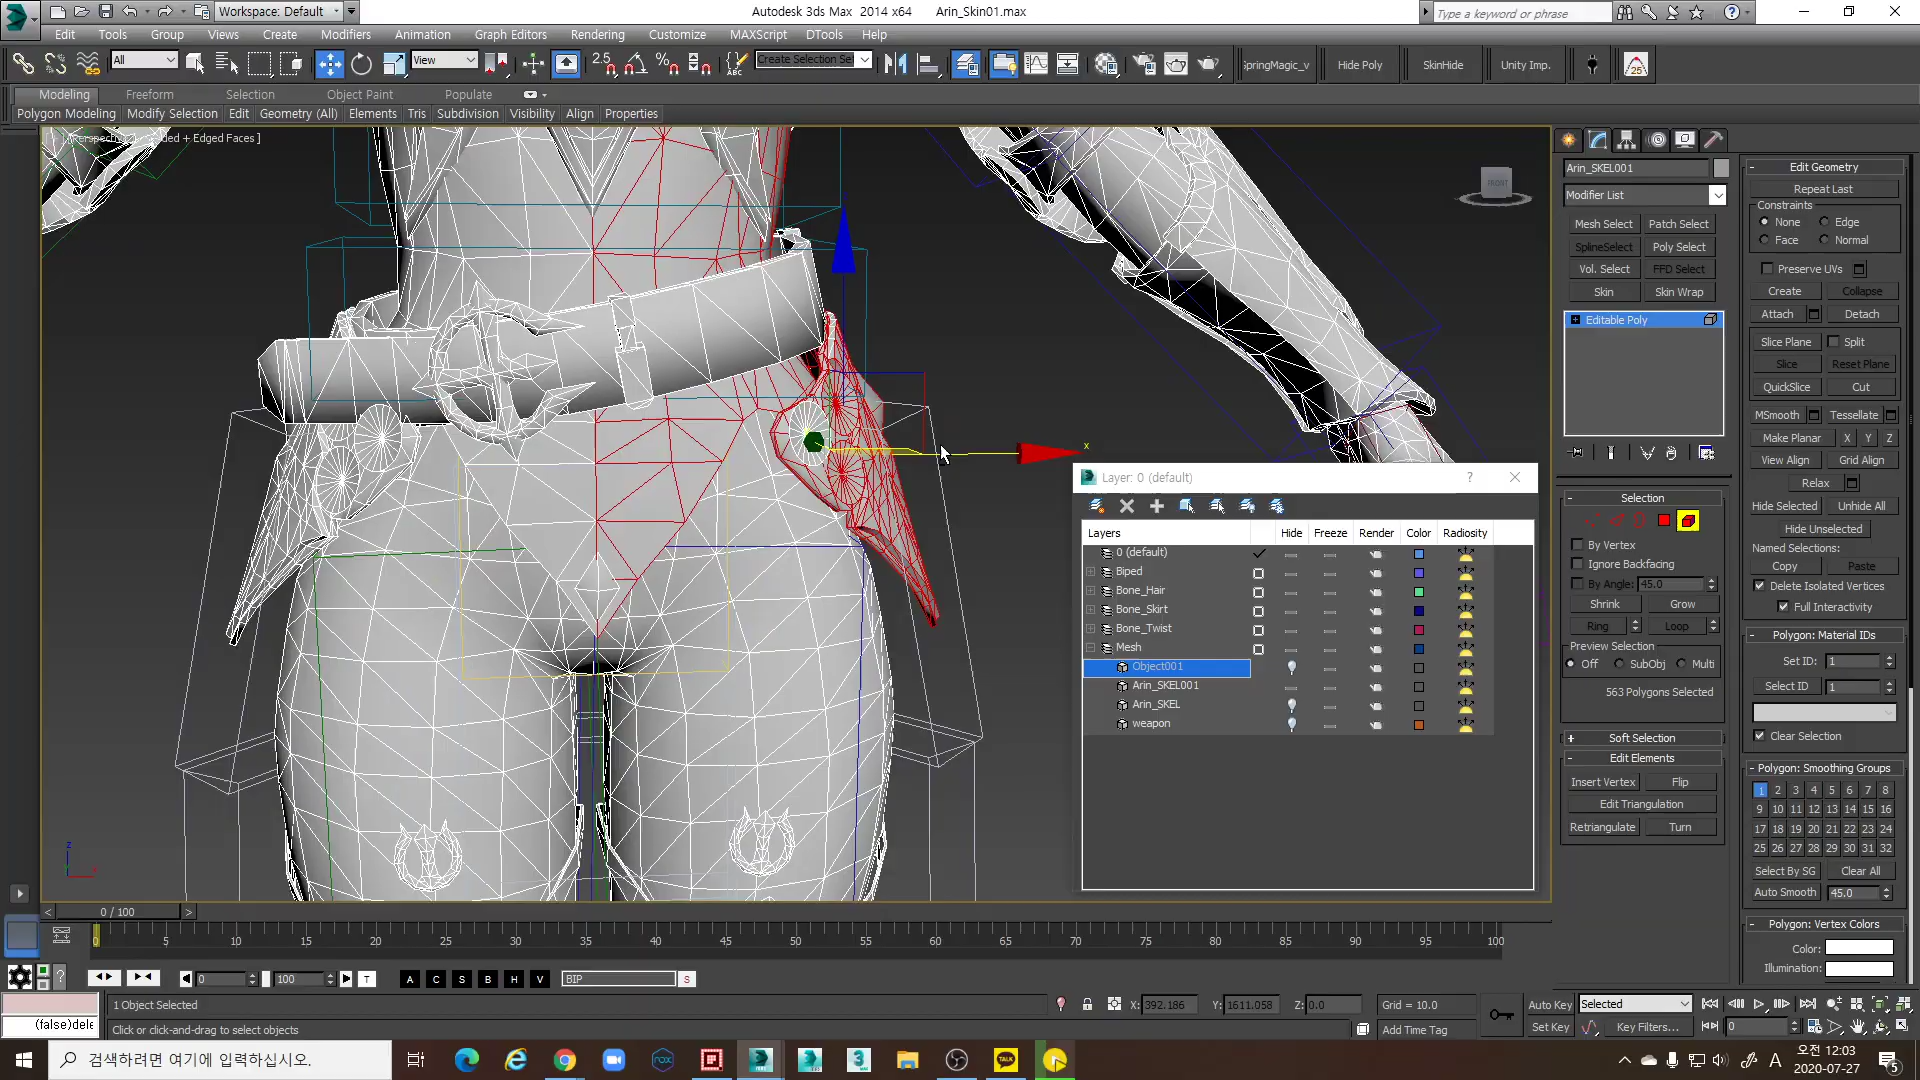 Workspace: Default
Autodesk 3ds Max 2014 x64 Arin_Skin01.max
Type a keyword or phrase
Edit Tools Group Views Create Modifiers Animation Graph Editors Rendering Customize MAXScript DTools Help
All View 2.5 Create Selection Se SpringMagic_v Hide Poly SkinHide Unity Imp. 25
Modeling Freeform Selection Object Paint Populate
Polygon Modeling Modify Selection Edit Geometry (All) Elements Tris Subdivision Visibility Align Properties
+ Edged Faces ]
FRONT
x
z
Layer: 0 (default)
Layers Hide Freeze Render Color Radiosity
0 (default)
Biped
Bone_Hair
Bone_Skirt
Bone_Twist
Mesh
Object001
Arin_SKEL001
Arin_SKEL
weapon
Arin_SKEL001
Modifier List
Mesh Select Patch Select
SplineSelect Poly Select
Vol. Select FFD Select
Skin Skin Wrap
Editable Poly
Selection
By Vertex
Ignore Backfacing
By Angle: 45.0
Shrink Grow
Ring Loop
Preview Selection
Off SubObj Multi
563 Polygons Selected
Soft Selection
Edit Elements
Insert Vertex Flip
Edit Triangulation
Retriangulate Turn
Edit Geometry
Repeat Last
Constraints
None Edge
Face Normal
Preserve UVs
Create Collapse
Attach Detach
Slice Plane Split
Slice Reset Plane
QuickSlice Cut
MSmooth Tessellate
Make Planar X Y Z
View Align Grid Align
Relax
Hide Selected Unhide All
Hide Unselected
Named Selections:
Copy Paste
Delete Isolated Vertices
Full Interactivity
Polygon: Material IDs
Set ID: 1
Select ID 1
Clear Selection
Polygon: Smoothing Groups
1 2 3 4 5 6 7 8
9 10 11 12 13 14 15 16
17 18 19 20 21 22 23 24
25 26 27 28 29 30 31 32
Select By SG Clear All
Auto Smooth 45.0
Polygon: Vertex Colors
Color:
Illumination:
< 0 / 100 >
0 5 10 15 20 25 30 35 40 45 50 55 60 65 70 75 80 85 90 95 100
0 100 T A C S B H V BIP S
1 Object Selected X: 392.186 Y: 1611.058 Z: 0.0 Grid = 10.0 Auto Key Selected
(false)dele Click or click-and-drag to select objects Add Time Tag Set Key Key Filters... 0
검색하려면 여기에 입력하십시오.
TALK
A
오전 12:03
2020-07-27
5